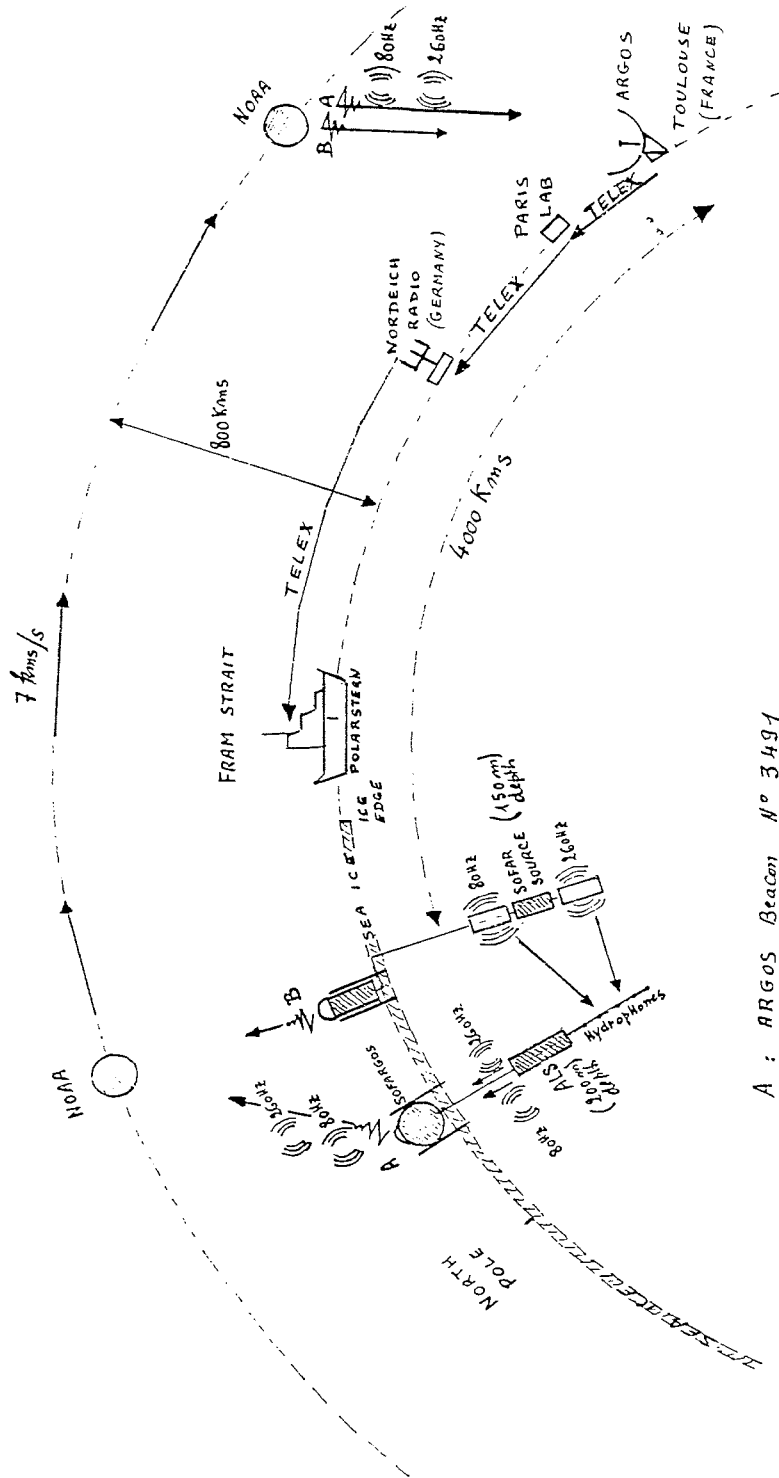 7 kms/s
NOAA
NOAA
B
A
80Hz
260Hz
800 Kms
FRAM STRAIT
TELEX
NORDEICH
RADIO
(GERMANY)
PARIS
LAB
TELEX
TELEX
ARGOS
TOULOUSE
(FRANCE)
POLARSTERN
ICE
EDGE
SEA ICE
4000 Kms
B
SOFARGOS
260Hz
80Hz
A
NORTH
POLE
260Hz
80Hz
ALS
(200m)
depth
Hydrophones
80Hz
SOFAR
SOURCE
(150m)
depth
260Hz
A : ARGOS Beacon N° 3491